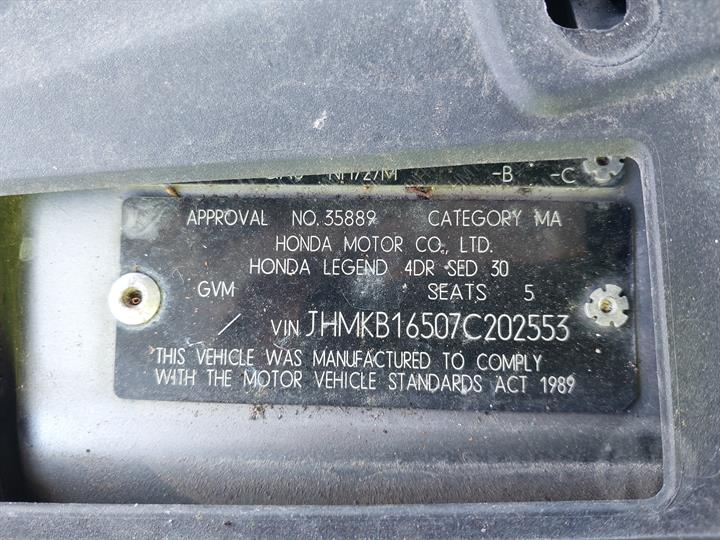 NH727M -B -C
APPROVAL NO. 35889 CATEGORY MA
HONDA MOTOR CO., LTD.
HONDA LEGEND 4DR SED 30
GVM SEATS 5
VIN JHMKB16507C202553
THIS VEHICLE WAS MANUFACTURED TO COMPLY
WITH THE MOTOR VEHICLE STANDARDS ACT 1989